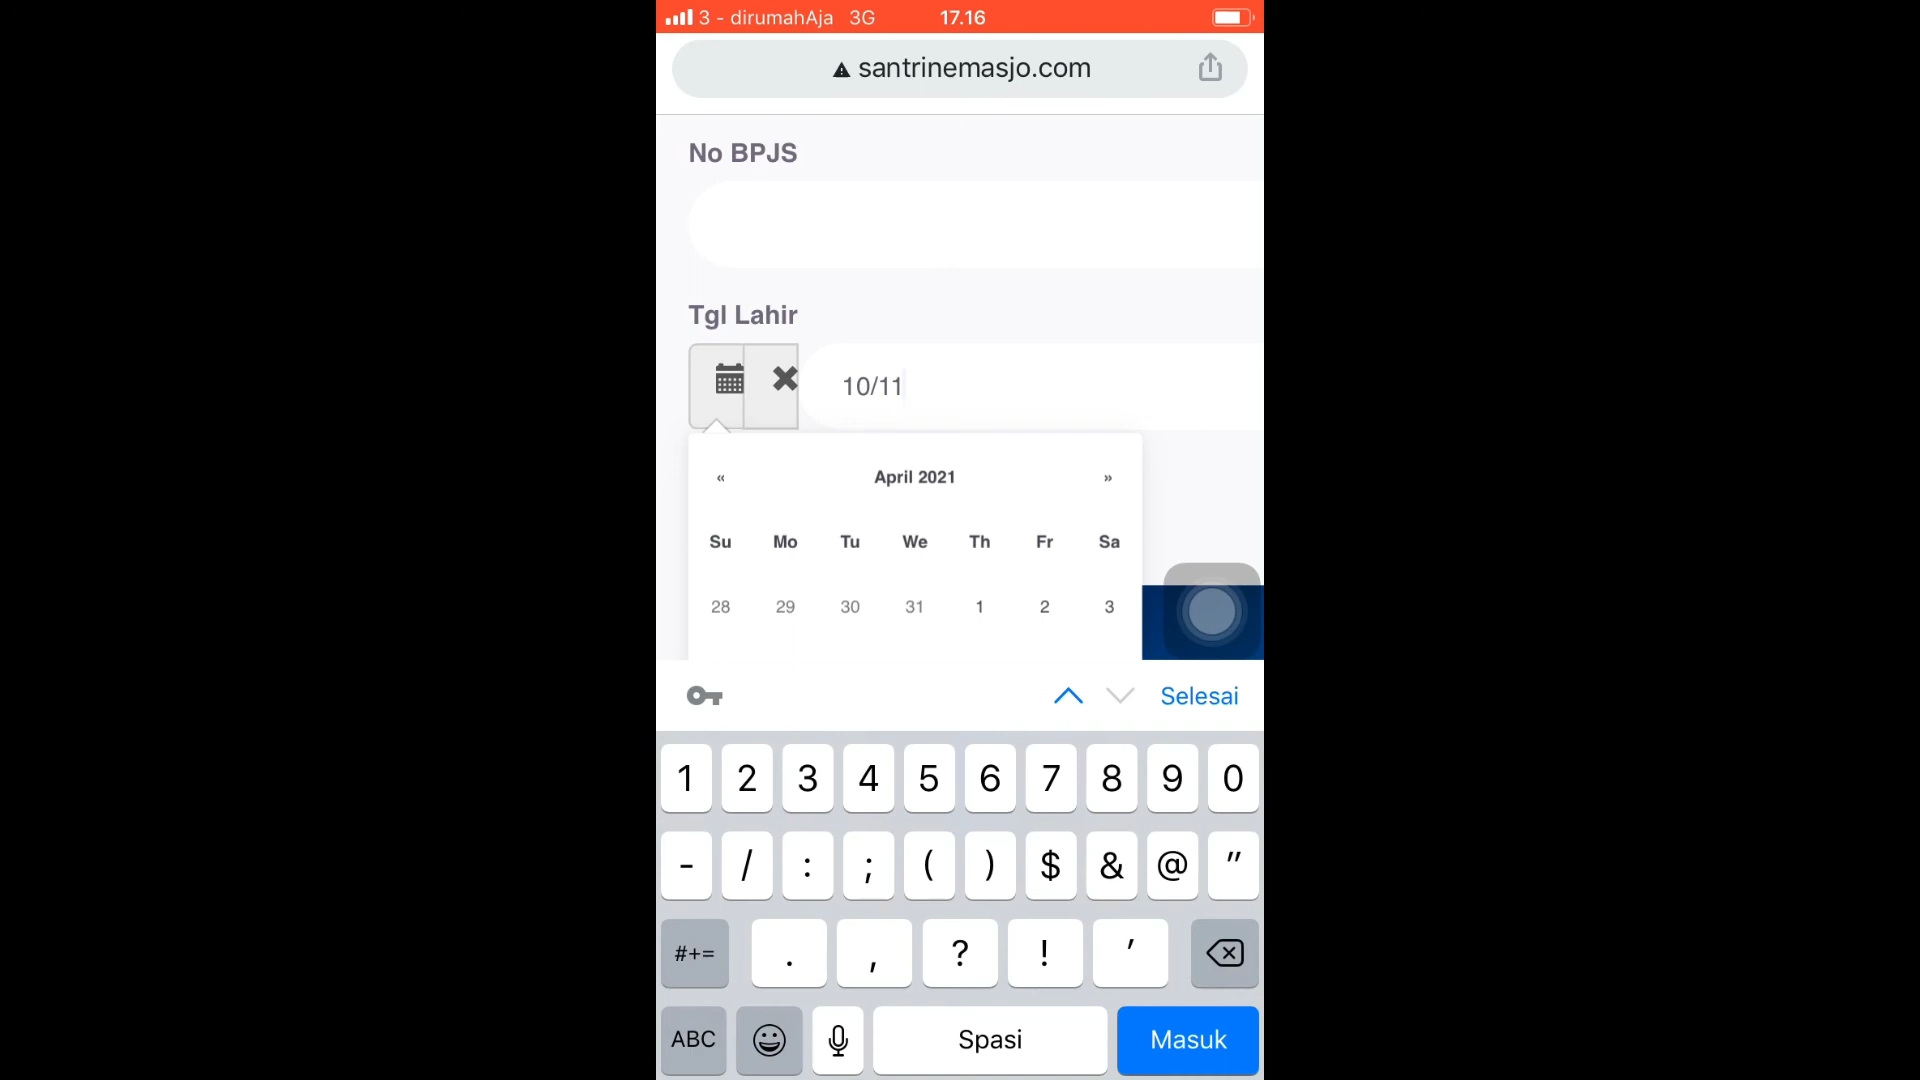 3 - dirumahAja 3G 17.16
santrinemasjo.com
No BPJS
Tgl Lahir
10/11
« April 2021 »
Su Mo Tu We Th Fr Sa
28 29 30 31 1 2 3
Selesai
1 2 3 4 5 6 7 8 9 0
- / : ; ( ) $ & @ "
#+= . , ? ! '
ABC Spasi Masuk